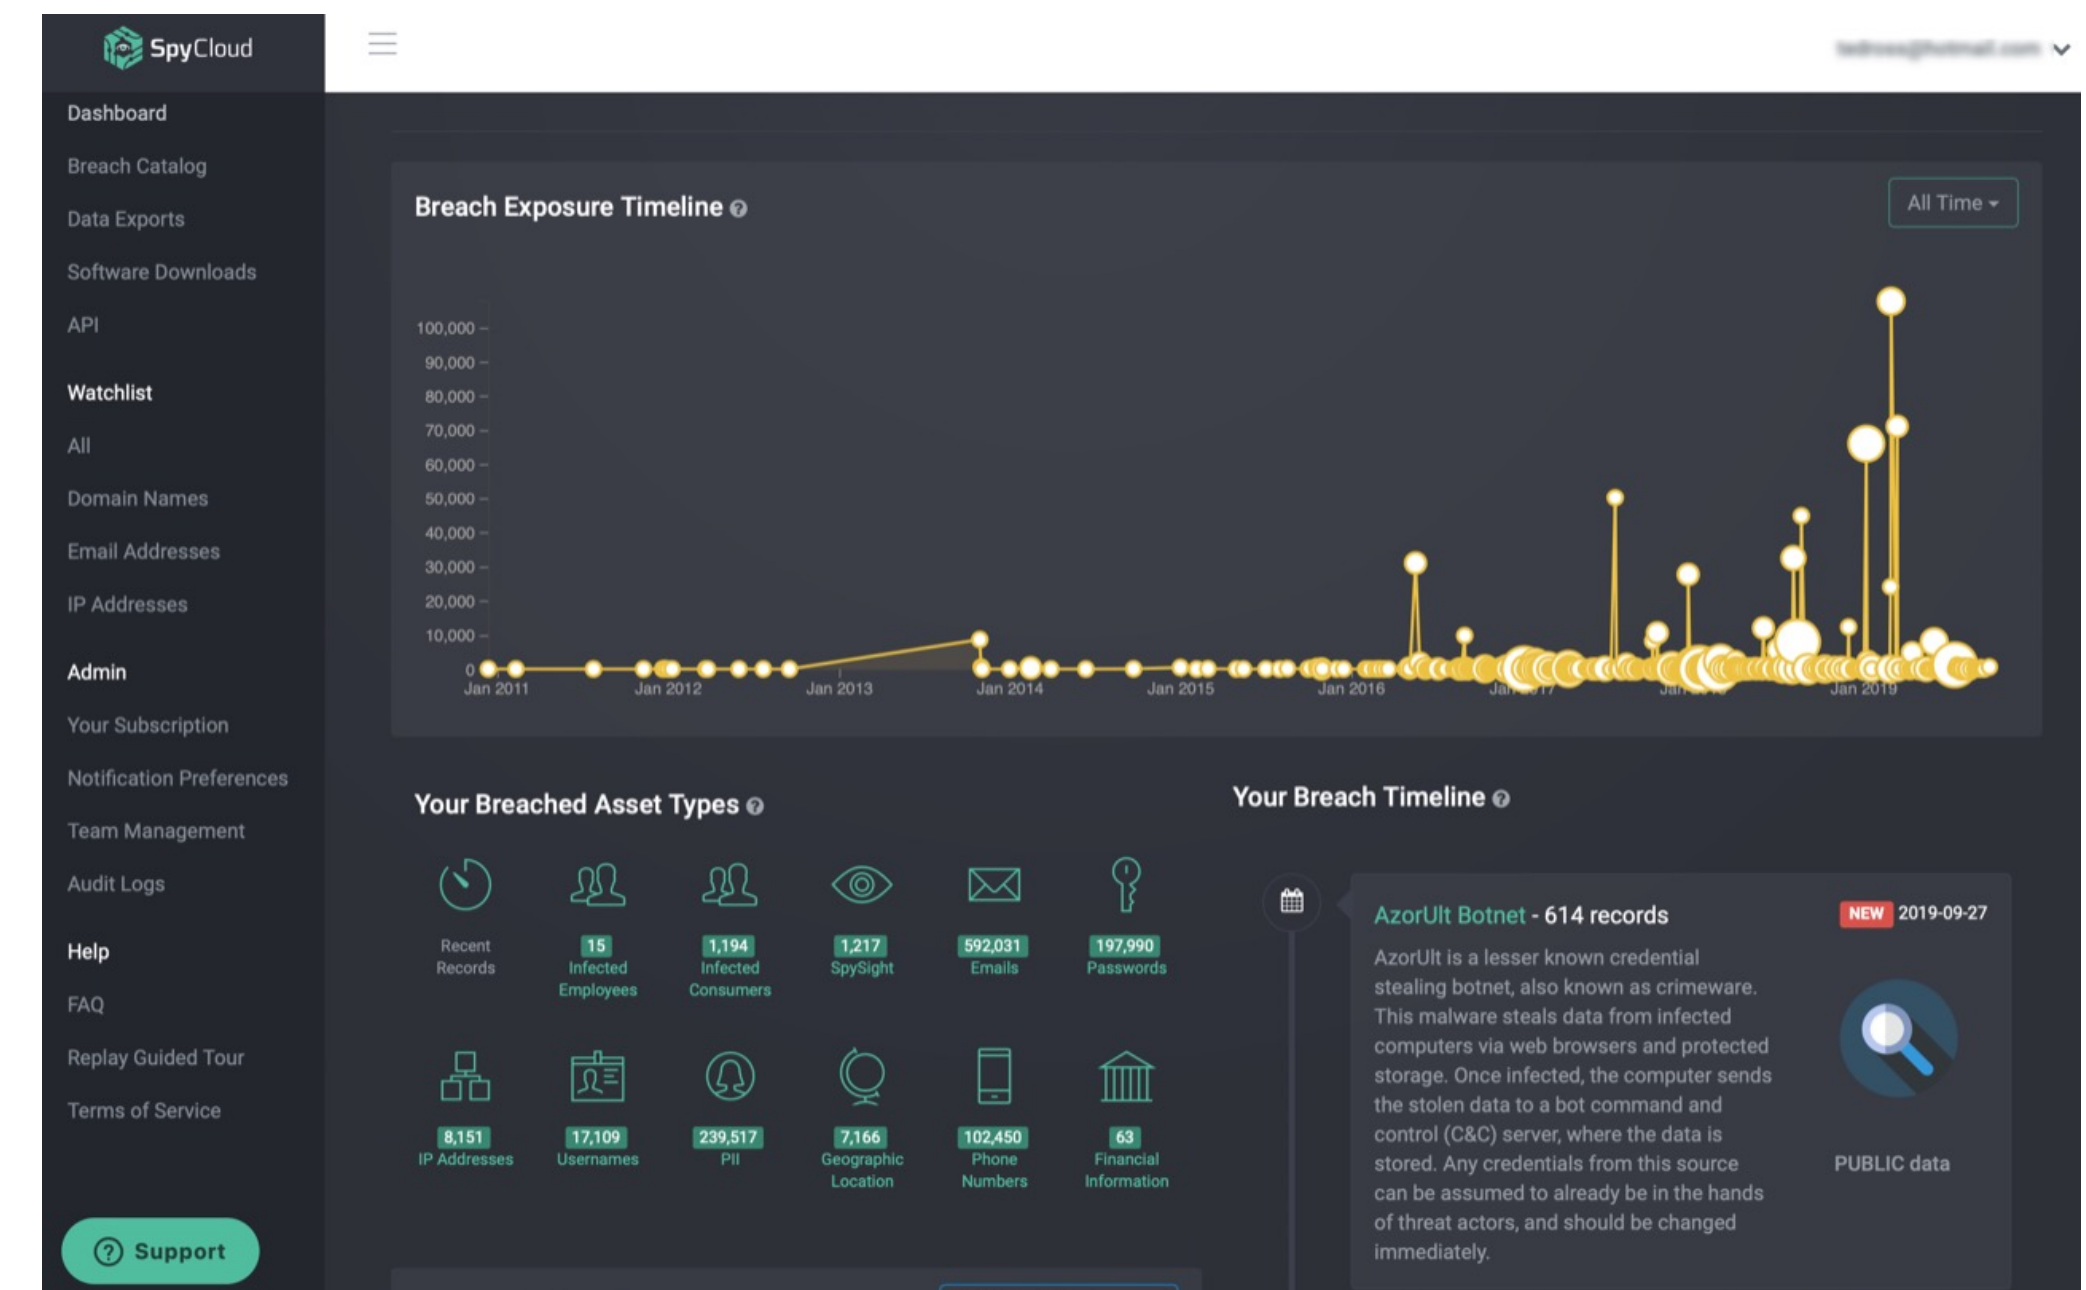 SpyCloud
Dashboard
Breach Catalog
Data Exports
Software Downloads
API
Watchlist
All
Domain Names
Email Addresses
IP Addresses
Admin
Your Subscription
Notification Preferences
Team Management
Audit Logs
Help
FAQ
Replay Guided Tour
Terms of Service
Support
Breach Exposure Timeline
All Time
100,000
90,000
80,000
70,000
60,000
50,000
40,000
30,000
20,000
10,000
0
Jan 2011 Jan 2012 Jan 2013 Jan 2014 Jan 2015 Jan 2016 Jan 2019
Your Breached Asset Types
Recent
Records
15
Infected
Employees
1,194
Infected
Consumers
1,217
SpySight
592,031
Emails
197,990
Passwords
8,151
IP Addresses
17,109
Usernames
239,517
PII
7,166
Geographic
Location
102,450
Phone
Numbers
63
Financial
Information
Your Breach Timeline
AzorUlt Botnet - 614 records
NEW 2019-09-27
AzorUlt is a lesser known credential
stealing botnet, also known as crimeware.
This malware steals data from infected
computers via web browsers and protected
storage. Once infected, the computer sends
the stolen data to a bot command and
control (C&C) server, where the data is
stored. Any credentials from this source
can be assumed to already be in the hands
of threat actors, and should be changed
immediately.
PUBLIC data